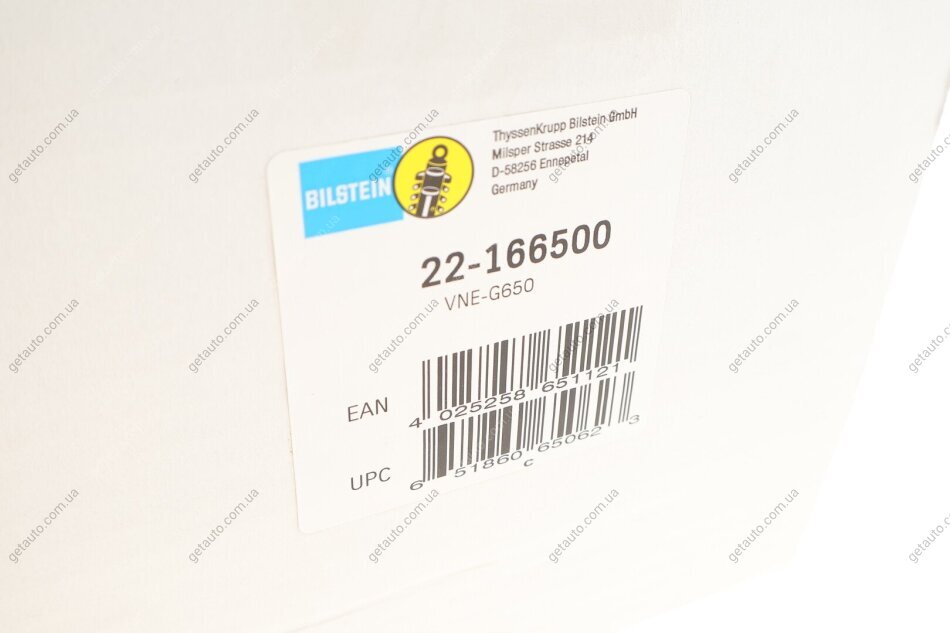 BILSTEIN
ThyssenKrupp Bilstein GmbH
Milsper Strasse 214
D-58256 Ennepetal
Germany
22-166500
VNE-G650
EAN
4 025258 651121
UPC
6 51860 65062 3
c
getauto.com.ua